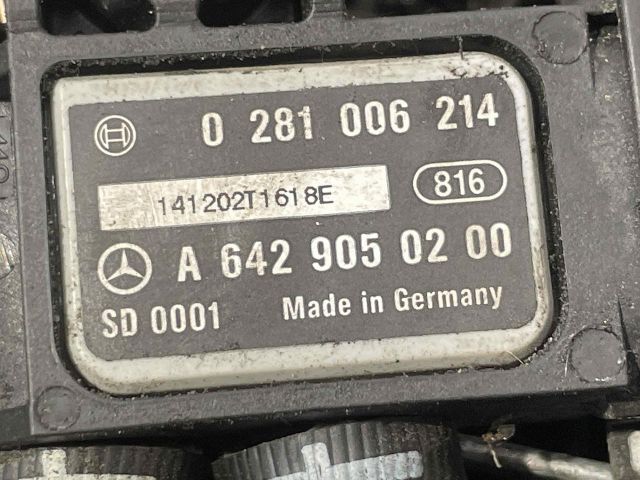 0 281 006 214
141202T1618E
816
A 642 905 02 00
SD 0001 Made in Germany